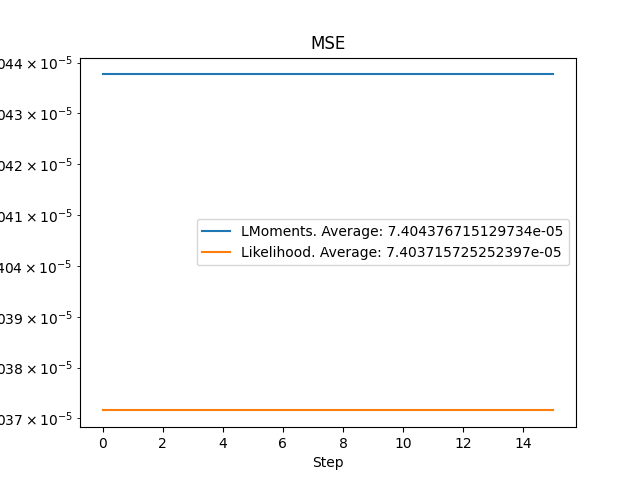 MSE
044 × 10⁻⁵
043 × 10⁻⁵
042 × 10⁻⁵
041 × 10⁻⁵
404 × 10⁻⁵
039 × 10⁻⁵
038 × 10⁻⁵
037 × 10⁻⁵
LMoments. Average: 7.404376715129734e-05
Likelihood. Average: 7.403715725252397e-05
0 2 4 6 8 10 12 14
Step